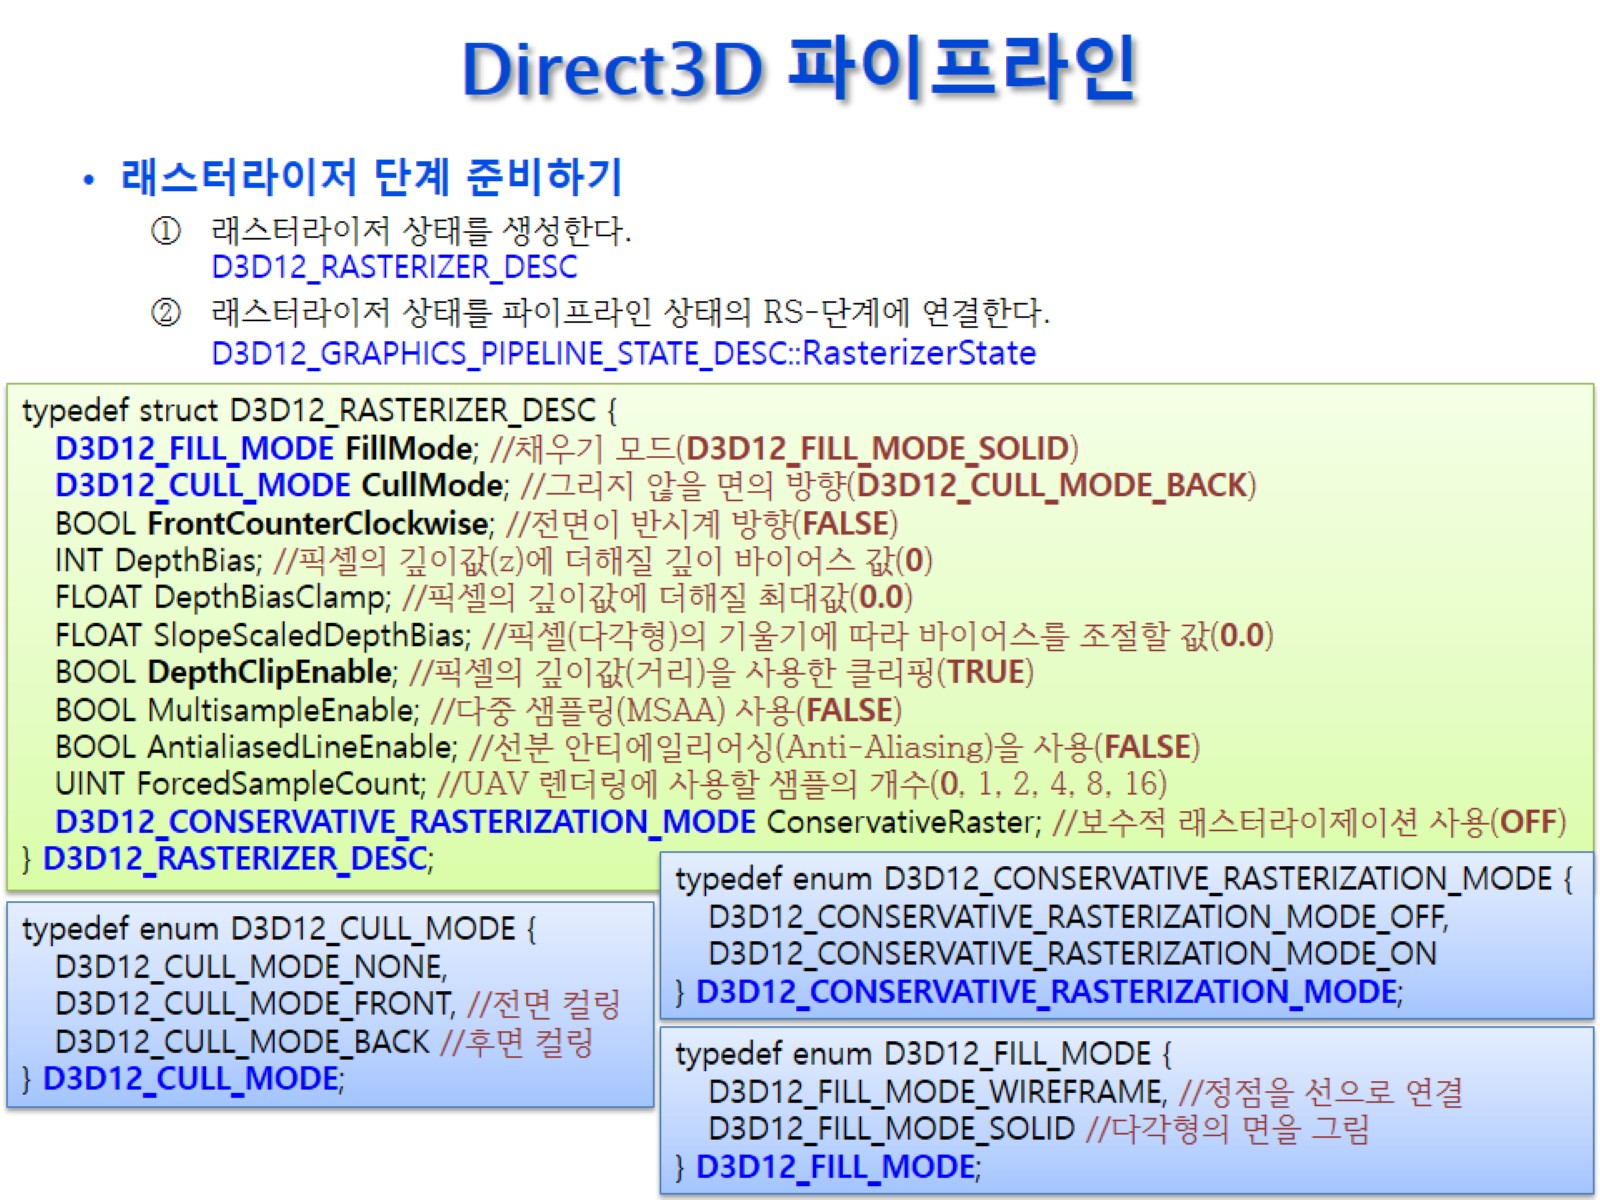 Direct3D 파이프라인
• 래스터라이저 단계 준비하기
① 래스터라이저 상태를 생성한다.
D3D12_RASTERIZER_DESC
② 래스터라이저 상태를 파이프라인 상태의 RS-단계에 연결한다.
D3D12_GRAPHICS_PIPELINE_STATE_DESC::RasterizerState
typedef struct D3D12_RASTERIZER_DESC {
D3D12_FILL_MODE FillMode; //채우기 모드(D3D12_FILL_MODE_SOLID)
D3D12_CULL_MODE CullMode; //그리지 않을 면의 방향(D3D12_CULL_MODE_BACK)
BOOL FrontCounterClockwise; //전면이 반시계 방향(FALSE)
INT DepthBias; //픽셀의 깊이값(z)에 더해질 깊이 바이어스 값(0)
FLOAT DepthBiasClamp; //픽셀의 깊이값에 더해질 최대값(0.0)
FLOAT SlopeScaledDepthBias; //픽셀(다각형)의 기울기에 따라 바이어스를 조절할 값(0.0)
BOOL DepthClipEnable; //픽셀의 깊이값(거리)을 사용한 클리핑(TRUE)
BOOL MultisampleEnable; //다중 샘플링(MSAA) 사용(FALSE)
BOOL AntialiasedLineEnable; //선분 안티에일리어싱(Anti-Aliasing)을 사용(FALSE)
UINT ForcedSampleCount; //UAV 렌더링에 사용할 샘플의 개수(0, 1, 2, 4, 8, 16)
D3D12_CONSERVATIVE_RASTERIZATION_MODE ConservativeRaster; //보수적 래스터라이제이션 사용(OFF)
} D3D12_RASTERIZER_DESC;
typedef enum D3D12_CULL_MODE {
D3D12_CULL_MODE_NONE,
D3D12_CULL_MODE_FRONT, //전면 컬링
D3D12_CULL_MODE_BACK //후면 컬링
} D3D12_CULL_MODE;
typedef enum D3D12_CONSERVATIVE_RASTERIZATION_MODE {
D3D12_CONSERVATIVE_RASTERIZATION_MODE_OFF,
D3D12_CONSERVATIVE_RASTERIZATION_MODE_ON
} D3D12_CONSERVATIVE_RASTERIZATION_MODE;
typedef enum D3D12_FILL_MODE {
D3D12_FILL_MODE_WIREFRAME, //정점을 선으로 연결
D3D12_FILL_MODE_SOLID //다각형의 면을 그림
} D3D12_FILL_MODE;